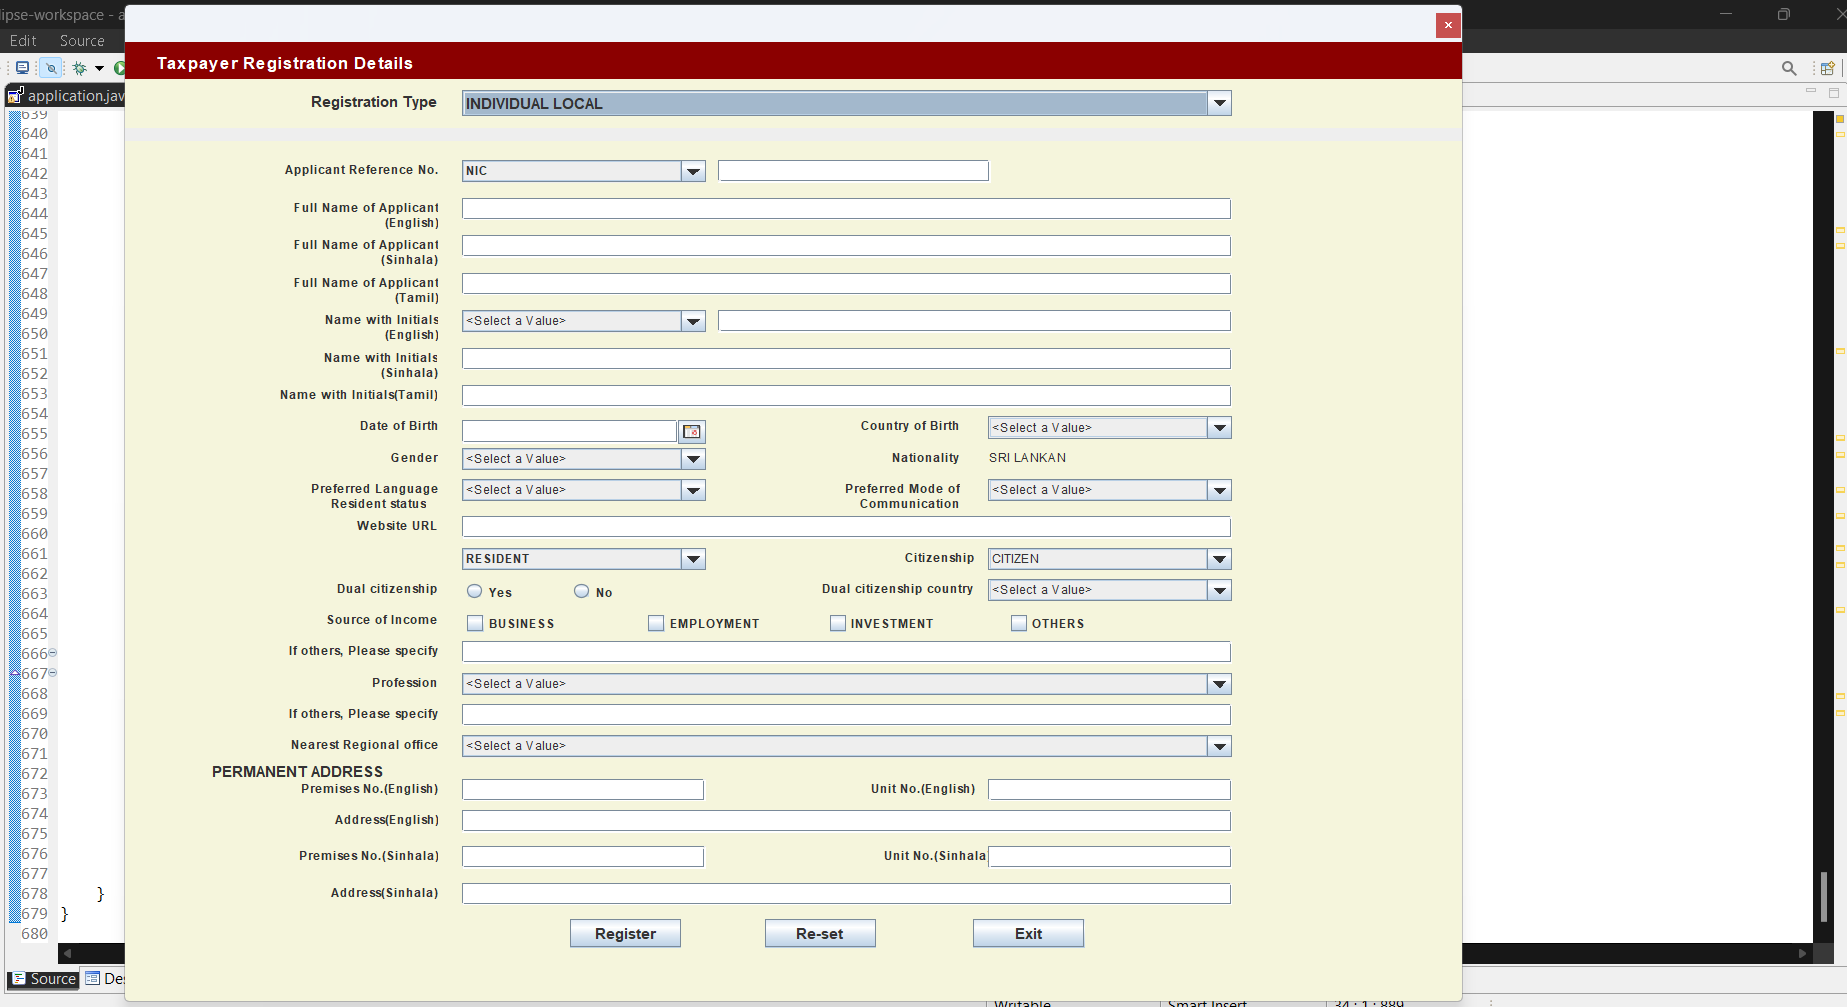 lipse-workspace - a
Edit Source
application.jav
Taxpayer Registration Details
Registration Type INDIVIDUAL LOCAL
Applicant Reference No. NIC
Full Name of Applicant
(English)
Full Name of Applicant
(Sinhala)
Full Name of Applicant
(Tamil)
Name with Initials <Select a Value>
(English)
Name with Initials
(Sinhala)
Name with Initials(Tamil)
Date of Birth Country of Birth <Select a Value>
Gender <Select a Value> Nationality SRI LANKAN
Preferred Language <Select a Value> Preferred Mode of <Select a Value>
Resident status Communication
Website URL
RESIDENT Citizenship CITIZEN
Dual citizenship Yes No Dual citizenship country <Select a Value>
Source of Income BUSINESS EMPLOYMENT INVESTMENT OTHERS
If others, Please specify
Profession <Select a Value>
If others, Please specify
Nearest Regional office <Select a Value>
PERMANENT ADDRESS
Premises No.(English) Unit No.(English)
Address(English)
Premises No.(Sinhala) Unit No.(Sinhala
Address(Sinhala)
Register Re-set Exit
639
640
641
642
643
644
645
646
647
648
649
650
651
652
653
654
655
656
657
658
659
660
661
662
663
664
665
666
667
668
669
670
671
672
673
674
675
676
677
678 }
679 }
680
Source Des
Writable Smart Insert 34 : 1 : 889